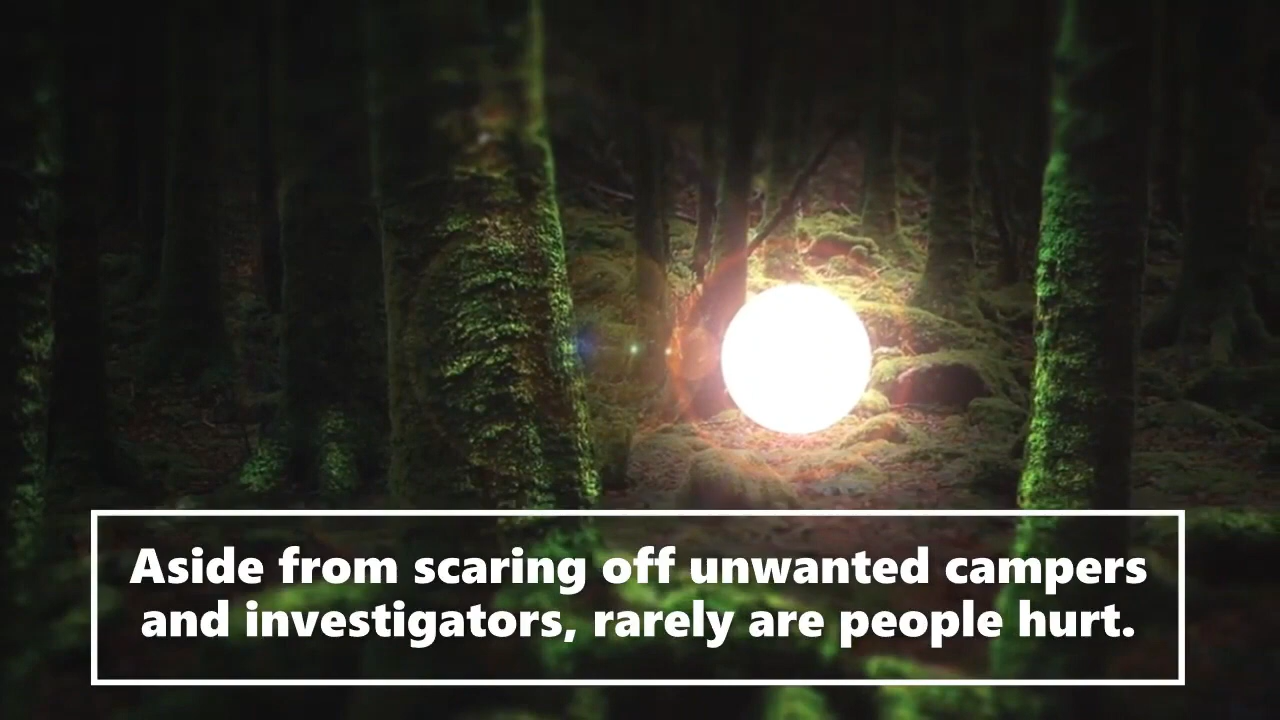 Aside from scaring off unwanted campers
and investigators, rarely are people hurt.